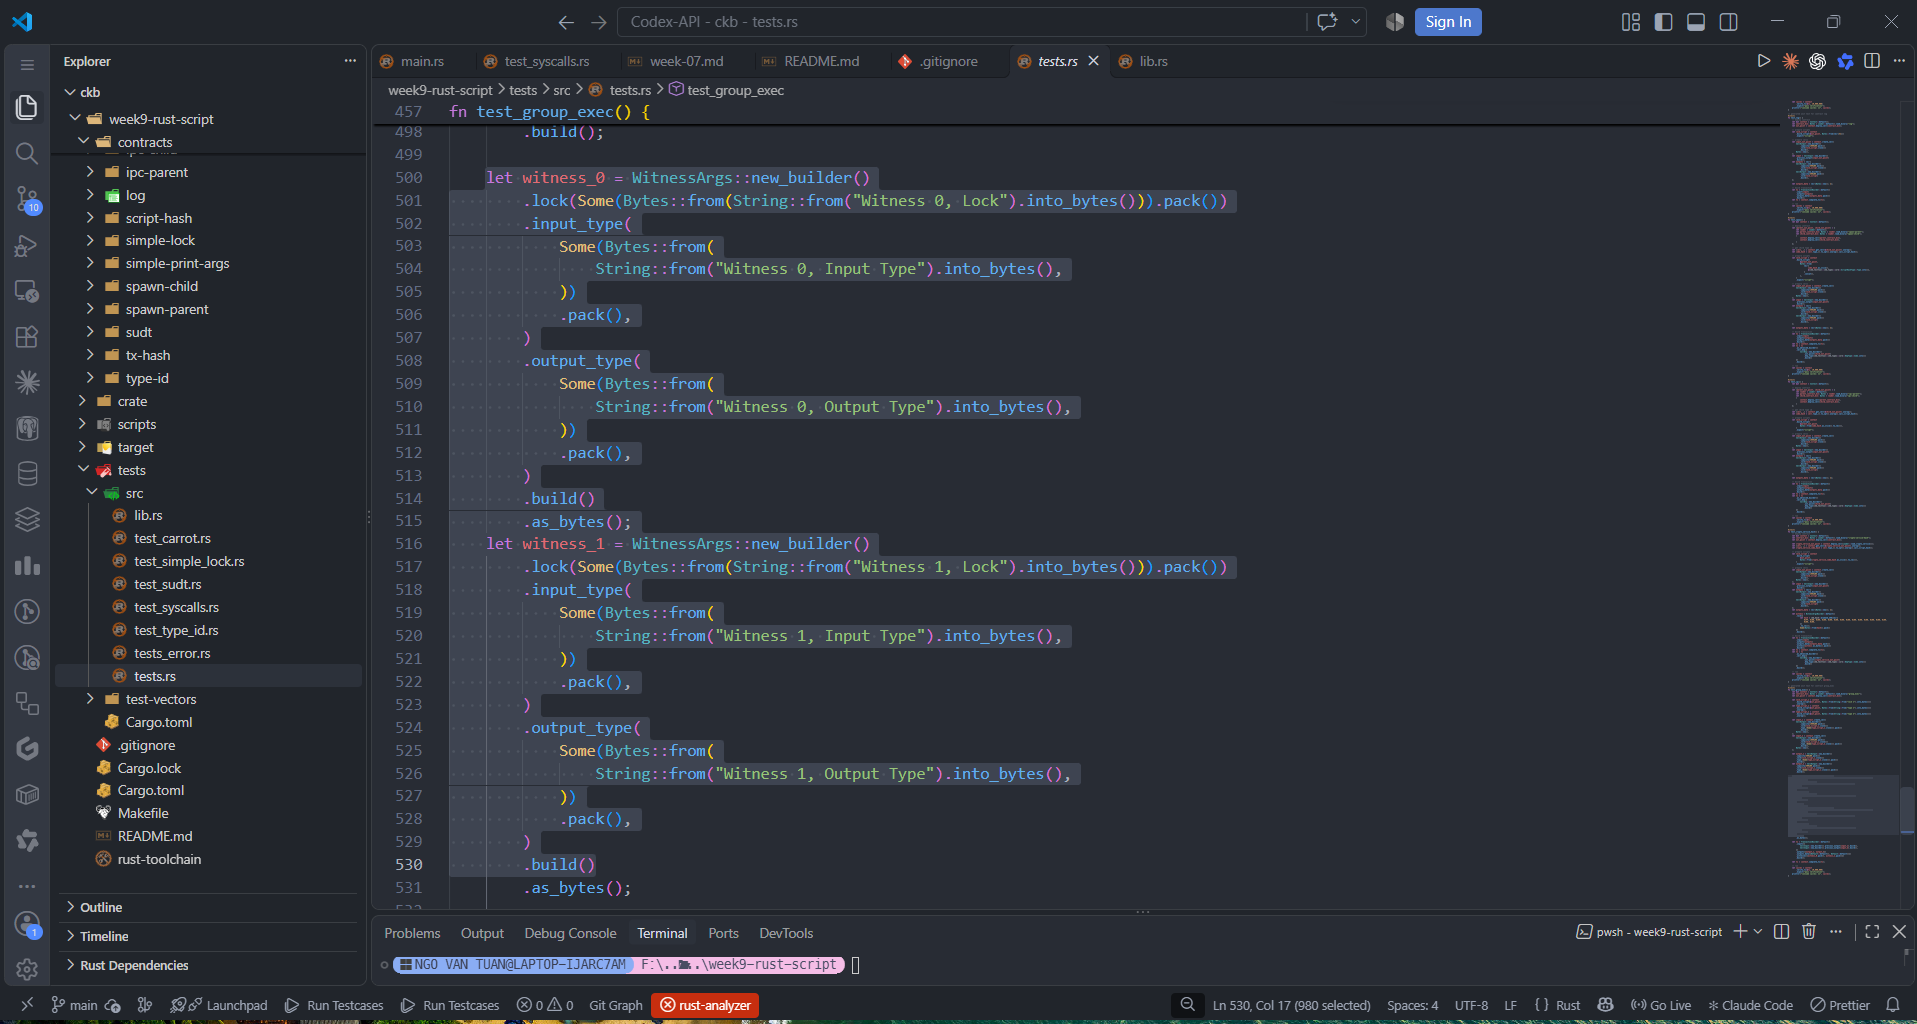 Codex-API - ckb - tests.rs
Sign In
Explorer
main.rs
test_syscalls.rs
week-07.md
README.md
.gitignore
tests.rs
lib.rs
week9-rust-script > tests > src > tests.rs > test_group_exec
ckb
week9-rust-script
contracts
ipc-parent
log
script-hash
simple-lock
simple-print-args
spawn-child
spawn-parent
sudt
tx-hash
type-id
crate
scripts
target
tests
src
lib.rs
test_carrot.rs
test_simple_lock.rs
test_sudt.rs
test_syscalls.rs
test_type_id.rs
tests_error.rs
tests.rs
test-vectors
Cargo.toml
.gitignore
Cargo.lock
Cargo.toml
Makefile
README.md
rust-toolchain
Outline
Timeline
Rust Dependencies
10
1
457 fn test_group_exec() {
498 .build();
499
500 let witness_0 = WitnessArgs::new_builder()
501 .lock(Some(Bytes::from(String::from("Witness 0, Lock").into_bytes())).pack())
502 .input_type(
503 Some(Bytes::from(
504 String::from("Witness 0, Input Type").into_bytes(),
505 ))
506 .pack(),
507 )
508 .output_type(
509 Some(Bytes::from(
510 String::from("Witness 0, Output Type").into_bytes(),
511 ))
512 .pack(),
513 )
514 .build()
515 .as_bytes();
516 let witness_1 = WitnessArgs::new_builder()
517 .lock(Some(Bytes::from(String::from("Witness 1, Lock").into_bytes())).pack())
518 .input_type(
519 Some(Bytes::from(
520 String::from("Witness 1, Input Type").into_bytes(),
521 ))
522 .pack(),
523 )
524 .output_type(
525 Some(Bytes::from(
526 String::from("Witness 1, Output Type").into_bytes(),
527 ))
528 .pack(),
529 )
530 .build()
531 .as_bytes();
Problems
Output
Debug Console
Terminal
Ports
DevTools
pwsh - week9-rust-script
NGO VAN TUAN@LAPTOP-IJARC7AM F:\..\week9-rust-script
main
Launchpad
Run Testcases
Run Testcases
0
0
Git Graph
rust-analyzer
Ln 530, Col 17 (980 selected)
Spaces: 4
UTF-8
LF
{ } Rust
Go Live
Claude Code
Prettier